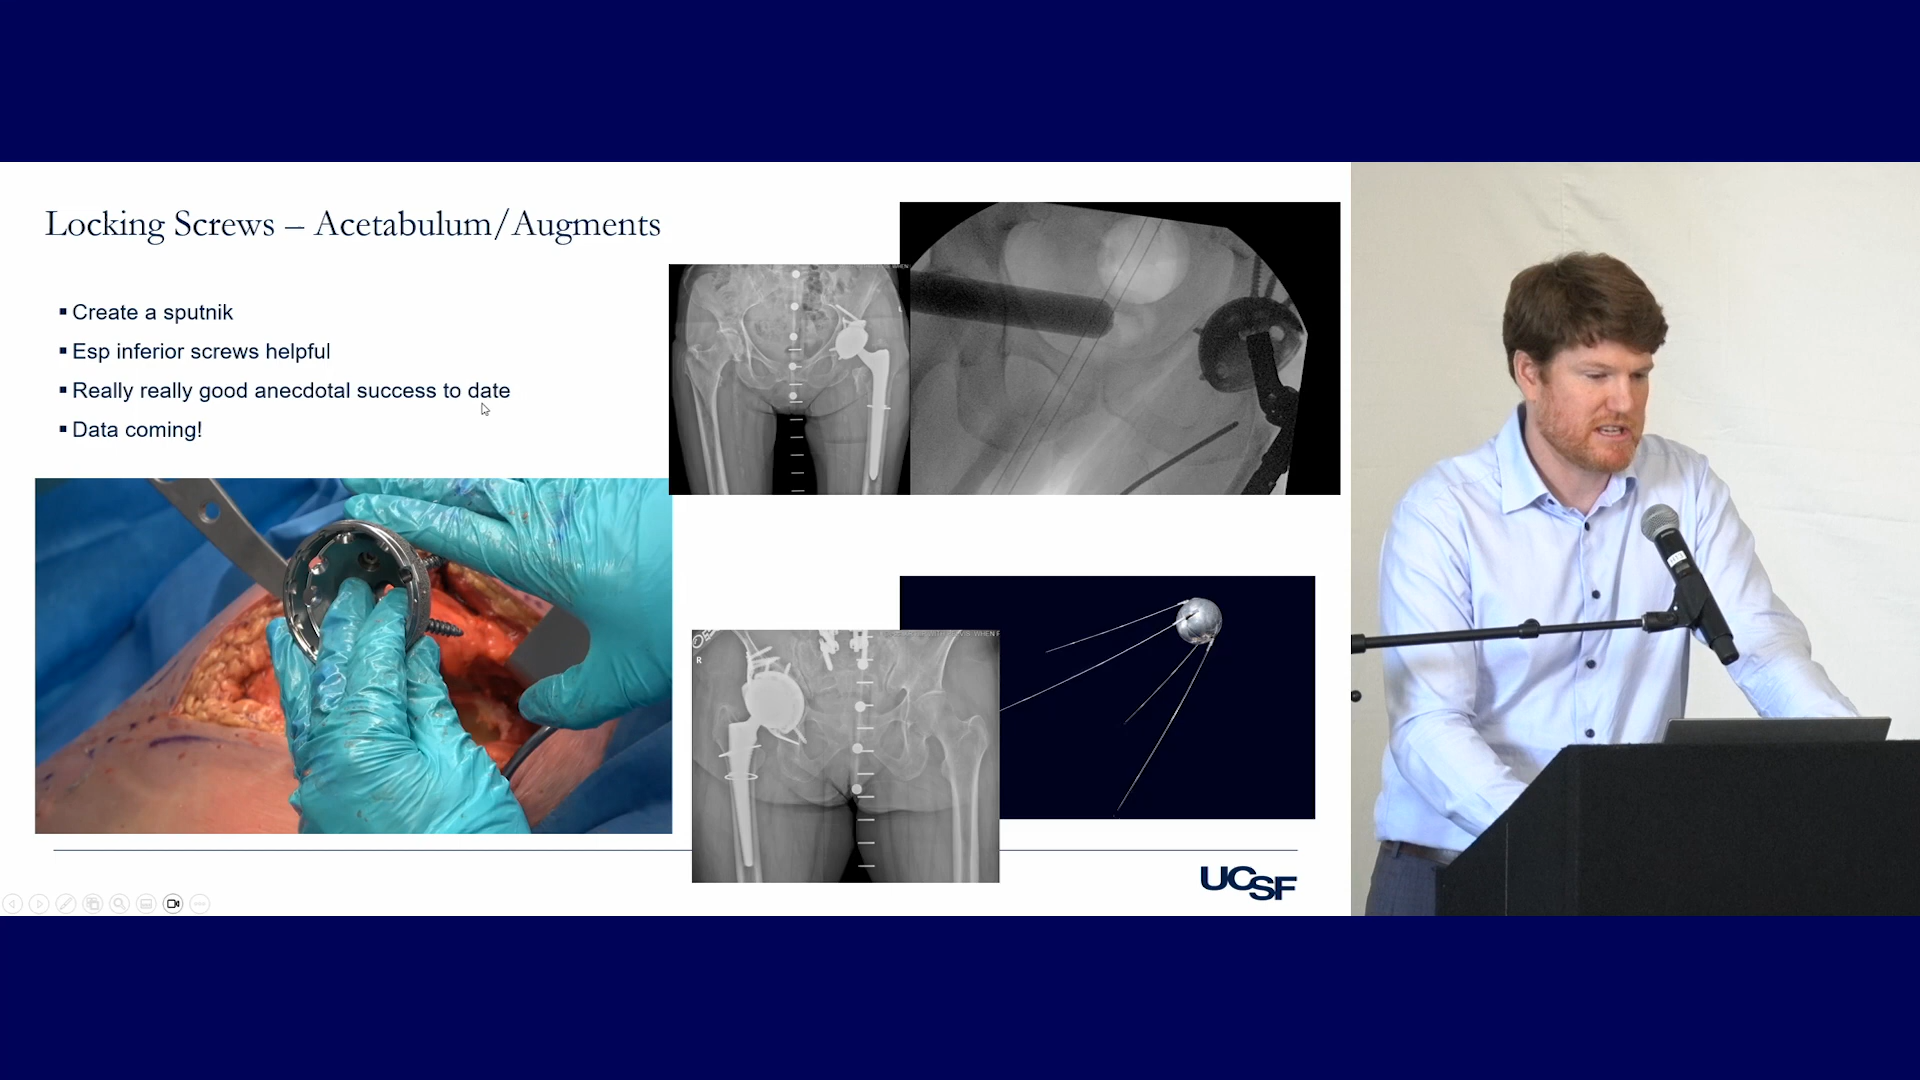 Locking Screws – Acetabulum/Augments
Create a sputnik
Esp inferior screws helpful
Really really good anecdotal success to date
Data coming!
L
R
UCSF